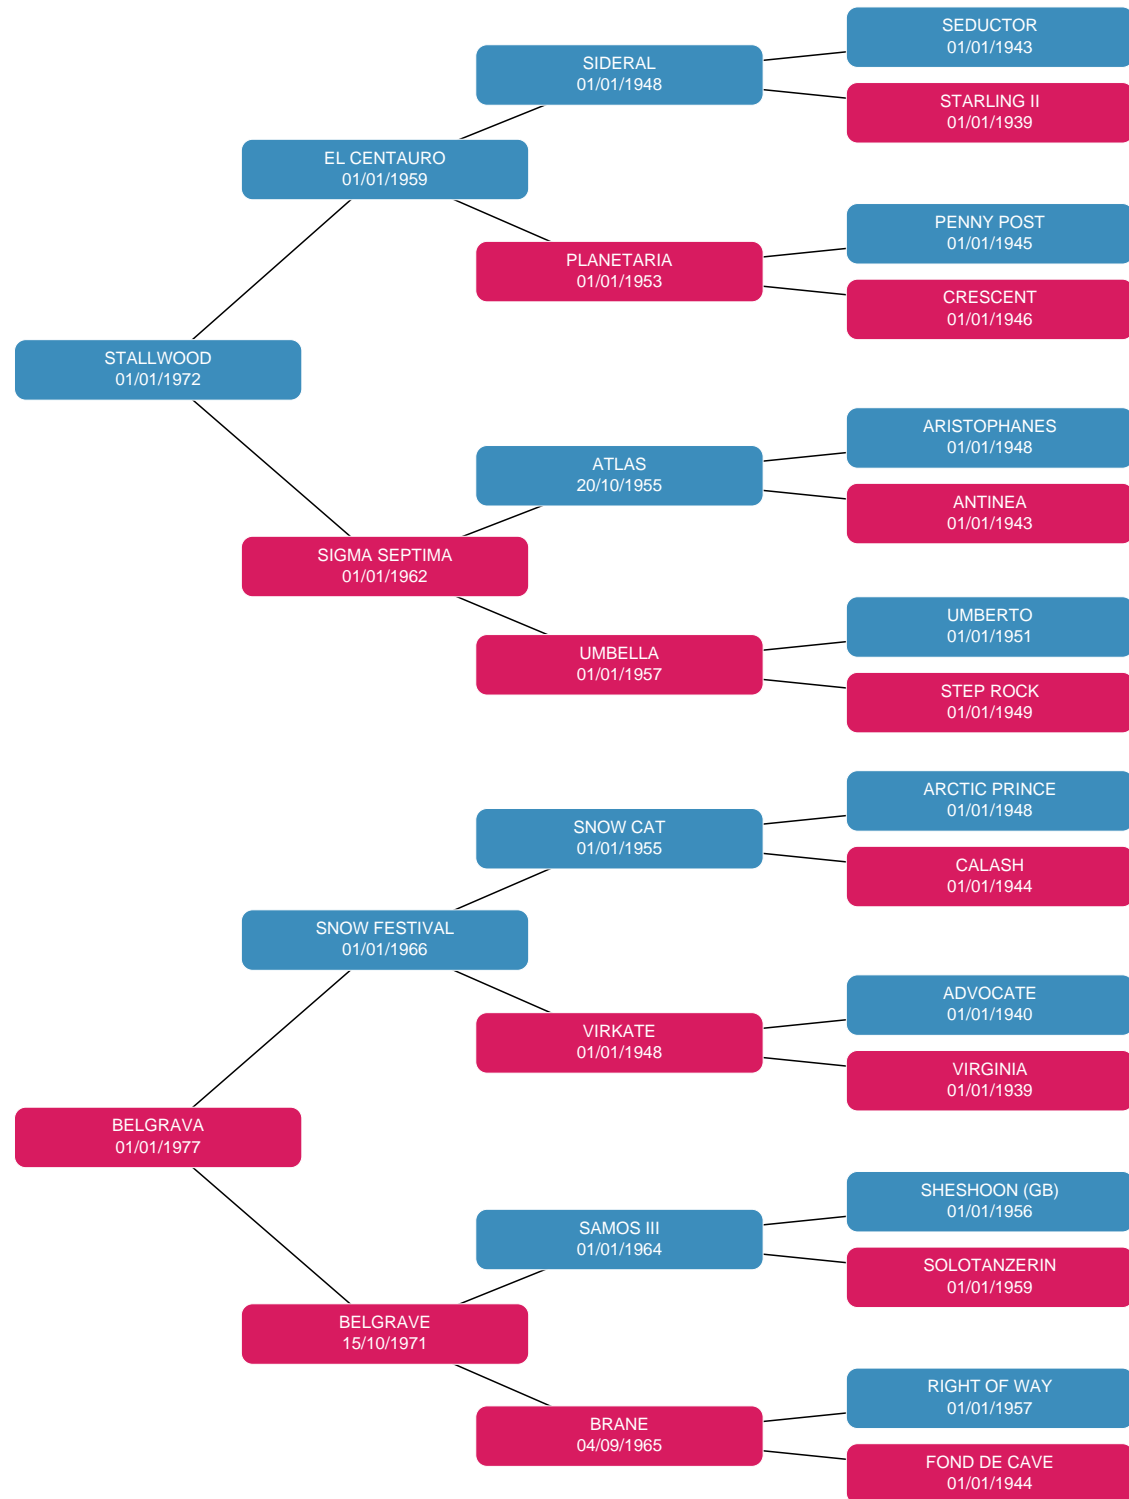 SEDUCTOR
01/01/1943
SIDERAL
01/01/1948
STARLING II
01/01/1939
EL CENTAURO
01/01/1959
PENNY POST
01/01/1945
PLANETARIA
01/01/1953
CRESCENT
01/01/1946
STALLWOOD
01/01/1972
ARISTOPHANES
01/01/1948
ATLAS
20/10/1955
ANTINEA
01/01/1943
SIGMA SEPTIMA
01/01/1962
UMBERTO
01/01/1951
UMBELLA
01/01/1957
STEP ROCK
01/01/1949
ARCTIC PRINCE
01/01/1948
SNOW CAT
01/01/1955
CALASH
01/01/1944
SNOW FESTIVAL
01/01/1966
ADVOCATE
01/01/1940
VIRKATE
01/01/1948
VIRGINIA
01/01/1939
BELGRAVA
01/01/1977
SHESHOON (GB)
01/01/1956
SAMOS III
01/01/1964
SOLOTANZERIN
01/01/1959
BELGRAVE
15/10/1971
RIGHT OF WAY
01/01/1957
BRANE
04/09/1965
FOND DE CAVE
01/01/1944